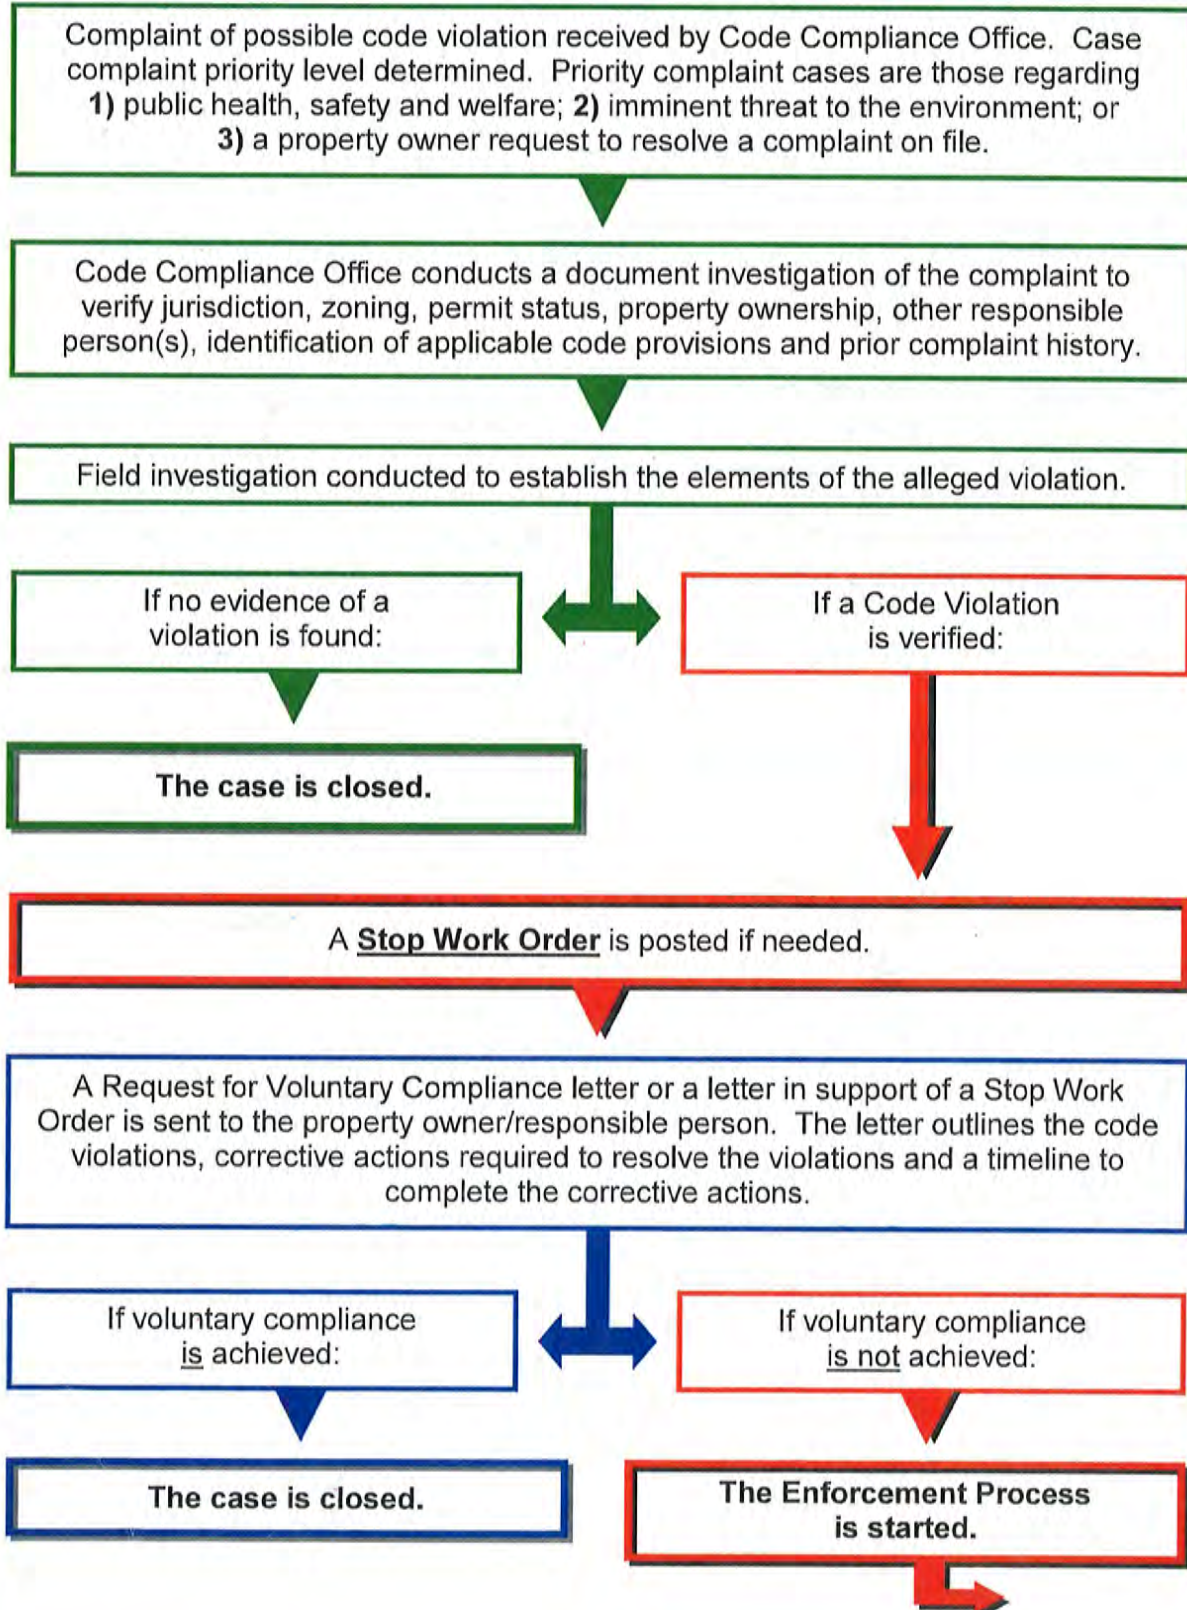 Complaint of possible code violation received by Code Compliance Office. Case
complaint priority level determined. Priority complaint cases are those regarding
1) public health, safety and welfare; 2) imminent threat to the environment; or
3) a property owner request to resolve a complaint on file.
Code Compliance Office conducts a document investigation of the complaint to
verify jurisdiction, zoning, permit status, property ownership, other responsible
person(s), identification of applicable code provisions and prior complaint history.
Field investigation conducted to establish the elements of the alleged violation.
If no evidence of a
violation is found:
If a Code Violation
is verified:
The case is closed.
A Stop Work Order is posted if needed.
A Request for Voluntary Compliance letter or a letter in support of a Stop Work
Order is sent to the property owner/responsible person. The letter outlines the code
violations, corrective actions required to resolve the violations and a timeline to
complete the corrective actions.
If voluntary compliance
is achieved:
If voluntary compliance
is not achieved:
The case is closed.
The Enforcement Process
is started.